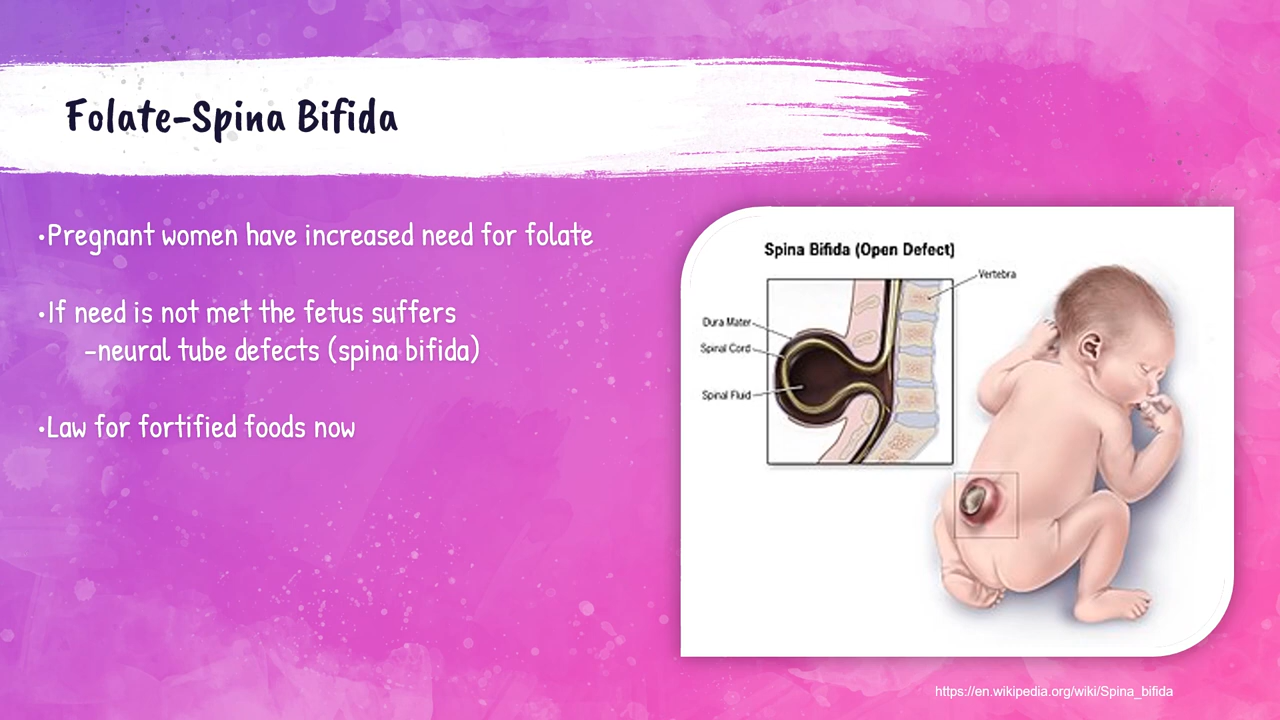 Folate-Spina Bifida
•Pregnant women have increased need for folate
•If need is not met the fetus suffers
-neural tube defects (spina bifida)
•Law for fortified foods now
Spina Bifida (Open Defect)
Vertebra
Dura Mater
Spinal Cord
Spinal Fluid
https://en.wikipedia.org/wiki/Spina_bifida